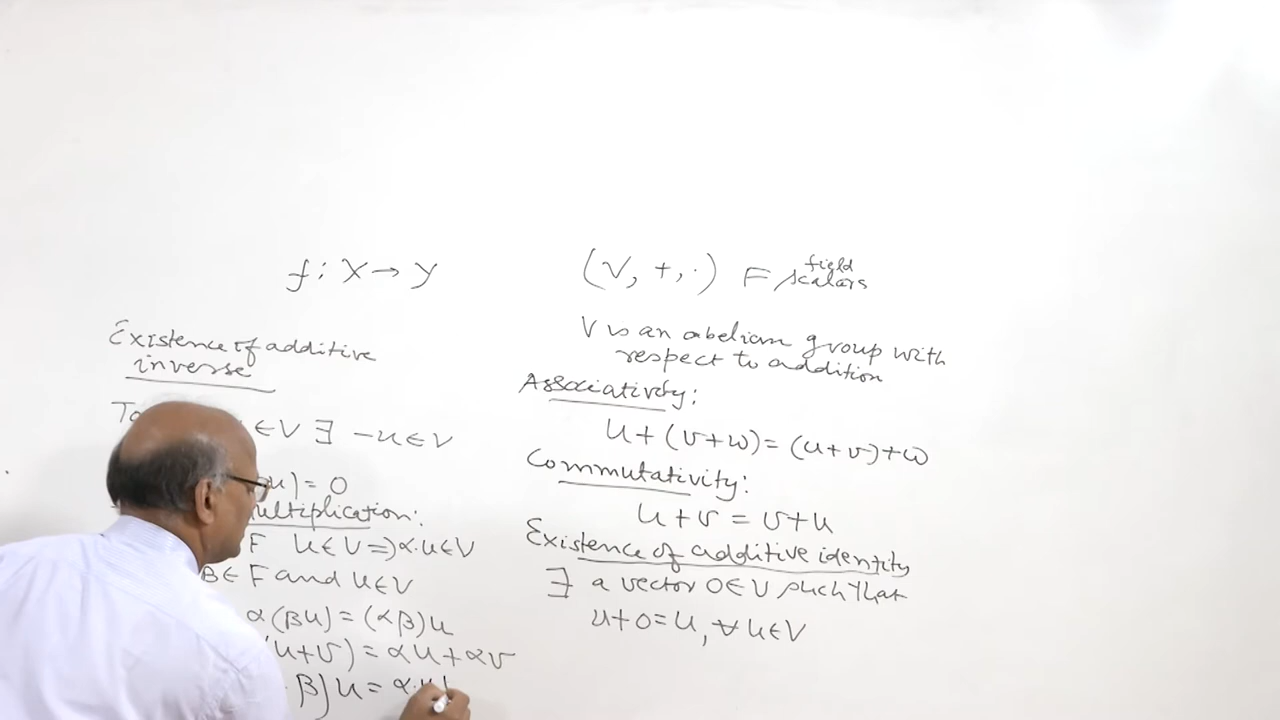 f: X → Y
Existence of additive
inverse
∈ V ∃ -u ∈ V
u) = 0
ultiplication:
F u ∈ V ⇒ α·u ∈ V
β ∈ F and u ∈ V
α(βu) = (αβ)u
(u+v) = αu+αv
β)u = α·u
(V, +, ·) F field
scalars
V is an abelian group with
respect to addition
Associativity:
u+(v+w) = (u+v)+w
Commutativity:
u+v = v+u
Existence of additive identity
∃ a vector 0 ∈ V such that
u+0=u, ∀ u ∈ V